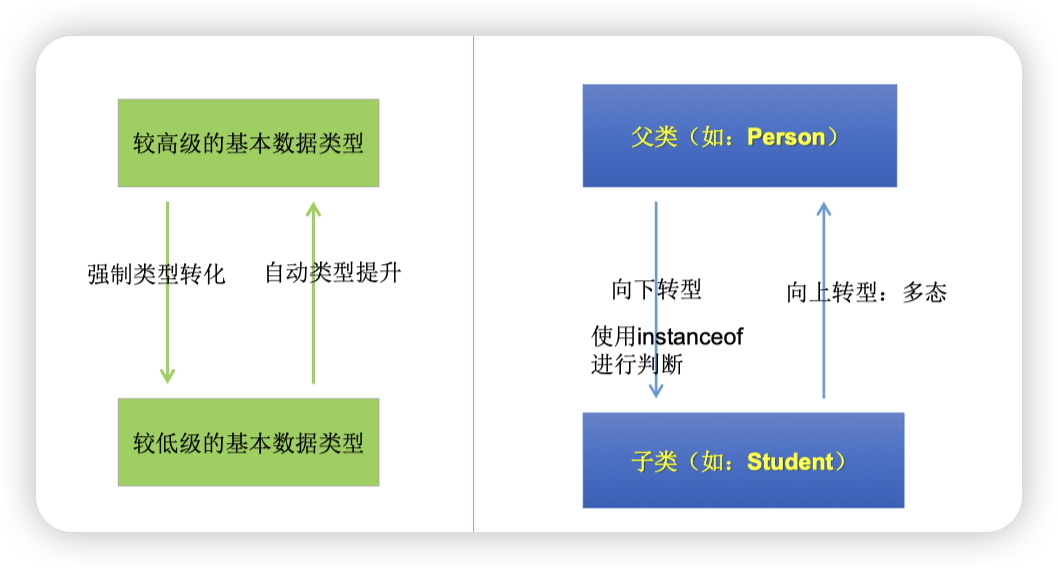 较高级的基本数据类型
强制类型转化
自动类型提升
较低级的基本数据类型
父类（如：Person）
向下转型
使用instanceof
进行判断
向上转型：多态
子类（如：Student）